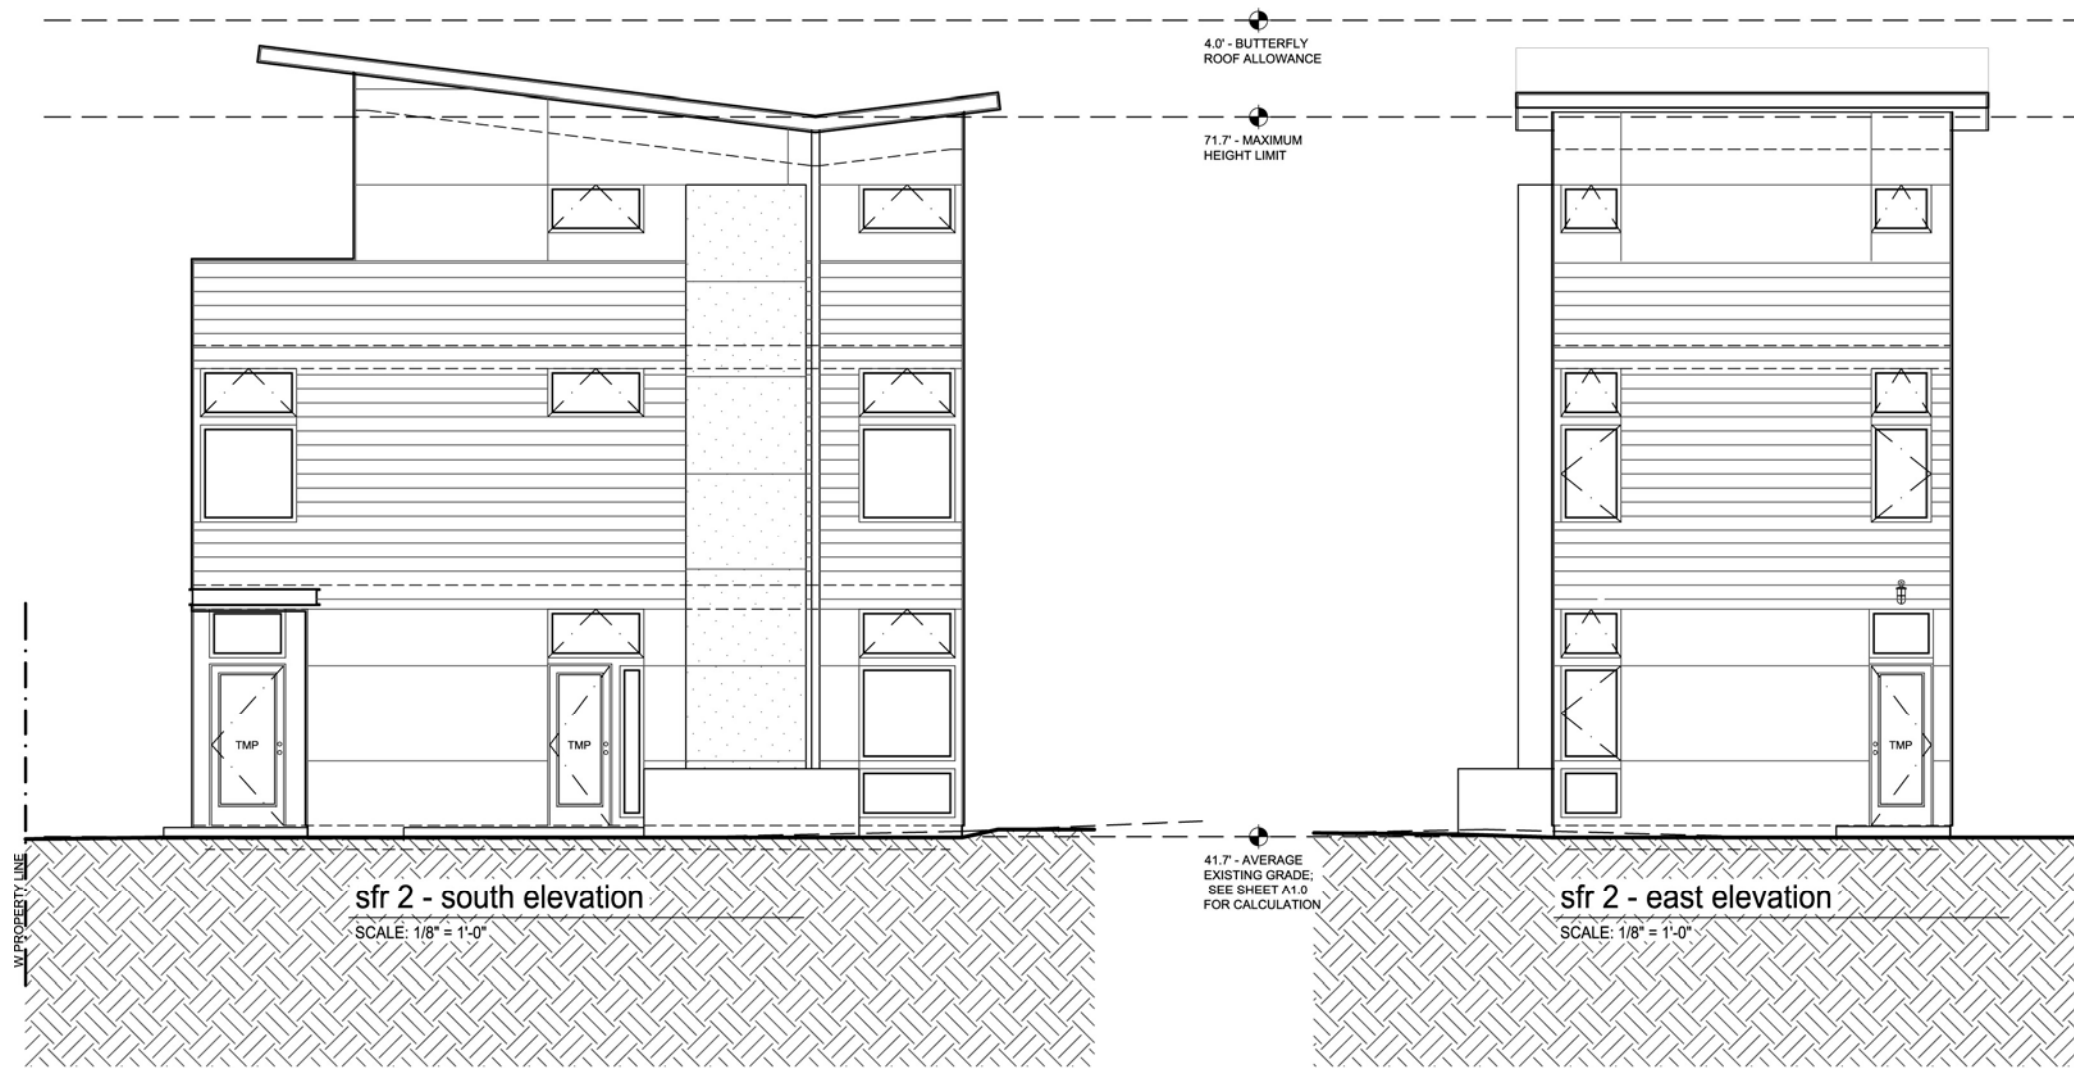 4.0' - BUTTERFLY
ROOF ALLOWANCE
71.7' - MAXIMUM
HEIGHT LIMIT
TMP
TMP
TMP
W PROPERTY LINE
41.7' - AVERAGE
EXISTING GRADE;
SEE SHEET A1.0
FOR CALCULATION
sfr 2 - south elevation
SCALE: 1/8" = 1'-0"
sfr 2 - east elevation
SCALE: 1/8" = 1'-0"